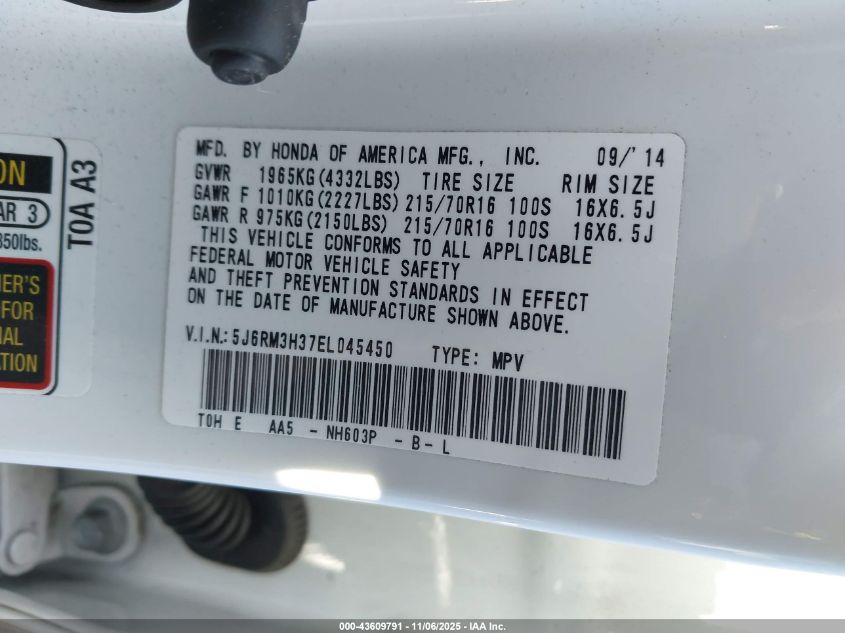 MFD. BY HONDA OF AMERICA MFG., INC. 09/'14
GVWR 1965KG(4332LBS) TIRE SIZE RIM SIZE
GAWR F 1010KG(2227LBS) 215/70R16 100S 16X6.5J
GAWR R 975KG(2150LBS) 215/70R16 100S 16X6.5J
THIS VEHICLE CONFORMS TO ALL APPLICABLE
FEDERAL MOTOR VEHICLE SAFETY
AND THEFT PREVENTION STANDARDS IN EFFECT
ON THE DATE OF MANUFACTURE SHOWN ABOVE.
V.I.N.: 5J6RM3H37EL045450 TYPE: MPV
T0H E AA5 - NH603P - B - L
ON
AR 3
350lbs.
ER'S
FOR
IAL
ATION
T0A A3
000-43609791 - 11/06/2025 - IAA Inc.